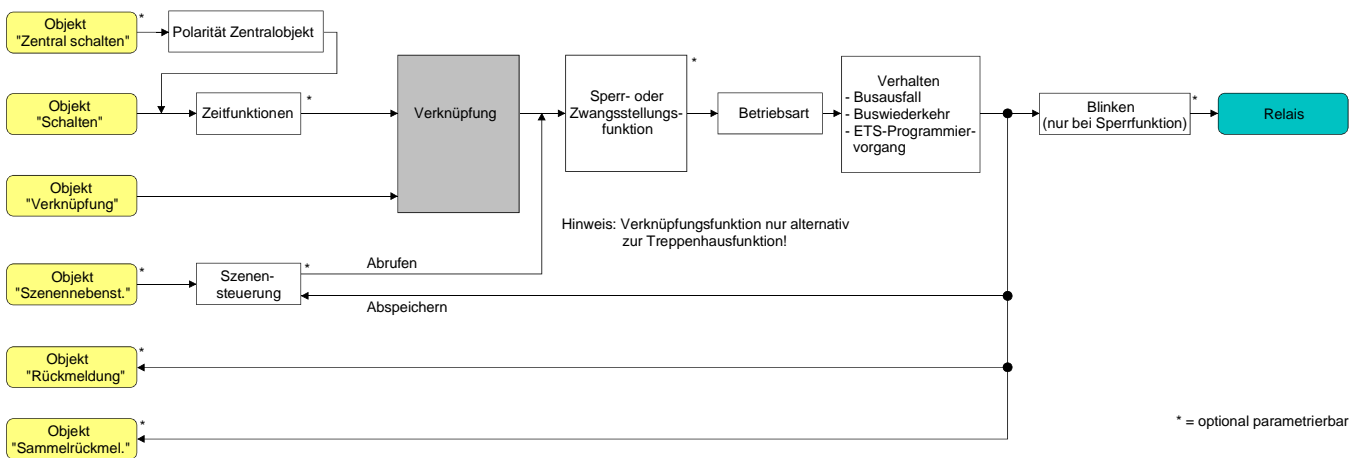 Objekt
"Zentral schalten"
*
Polarität Zentralobjekt
Objekt
"Schalten"
Zeitfunktionen
*
Verknüpfung
Sperr- oder
Zwangsstellungs-
funktion
*
Betriebsart
Verhalten
- Busausfall
- Buswiederkehr
- ETS-Programmier-
vorgang
Blinken
(nur bei Sperrfunktion)
*
Relais
Objekt
"Verknüpfung"
Hinweis: Verknüpfungsfunktion nur alternativ
zur Treppenhausfunktion!
Objekt
"Szenennebenst."
*
Szenen-
steuerung
*
Abrufen
Abspeichern
Objekt
"Rückmeldung"
*
Objekt
"Sammelrückmel."
*
* = optional parametrierbar